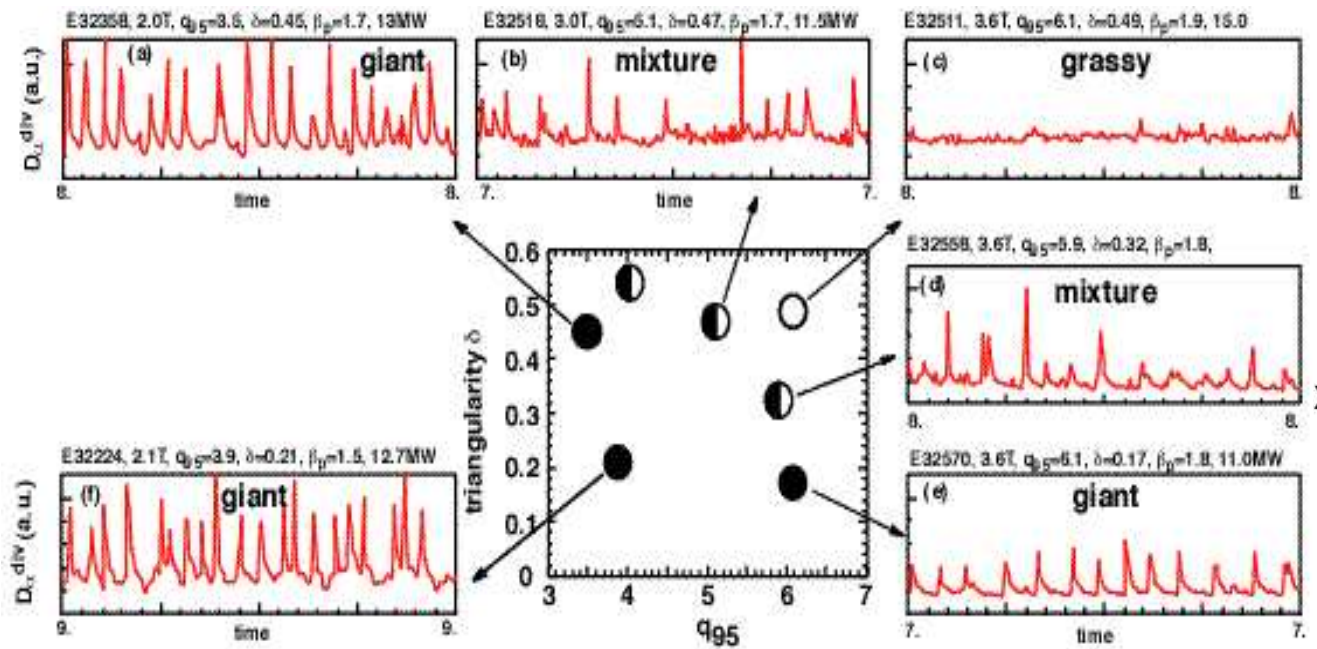 E32358, 2.0T, q95=3.5, δ=0.45, βp=1.7, 13MW
E32518, 3.0T, q95=5.1, δ=0.47, βp=1.7, 11.5MW
E32511, 3.6T, q95=6.1, δ=0.49, βp=1.9, 15.0
(a) giant
(b) mixture
(c) grassy
Dα div (a.u.)
8. time 8.
7. time 7.
8. 8.
E32558, 3.6T, q95=5.9, δ=0.32, βp=1.8,
(d) mixture
8. 8.
triangularity δ
0.6
0.5
0.4
0.3
0.2
0.1
0
3 4 5 6 7
q95
E32224, 2.1T, q95=3.9, δ=0.21, βp=1.5, 12.7MW
(f) giant
Dα div (a.u.)
9. time 9.
E32570, 3.6T, q95=6.1, δ=0.17, βp=1.8, 11.0MW
(e) giant
7. time 7.